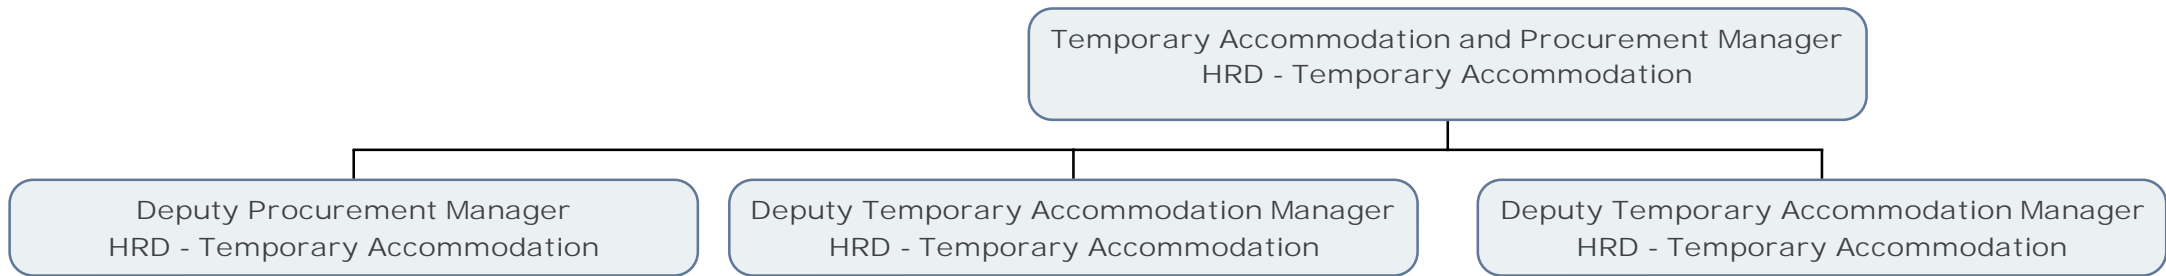 Temporary Accommodation and Procurement Manager
HRD - Temporary Accommodation
Deputy Procurement Manager
HRD - Temporary Accommodation
Deputy Temporary Accommodation Manager
HRD - Temporary Accommodation
Deputy Temporary Accommodation Manager
HRD - Temporary Accommodation